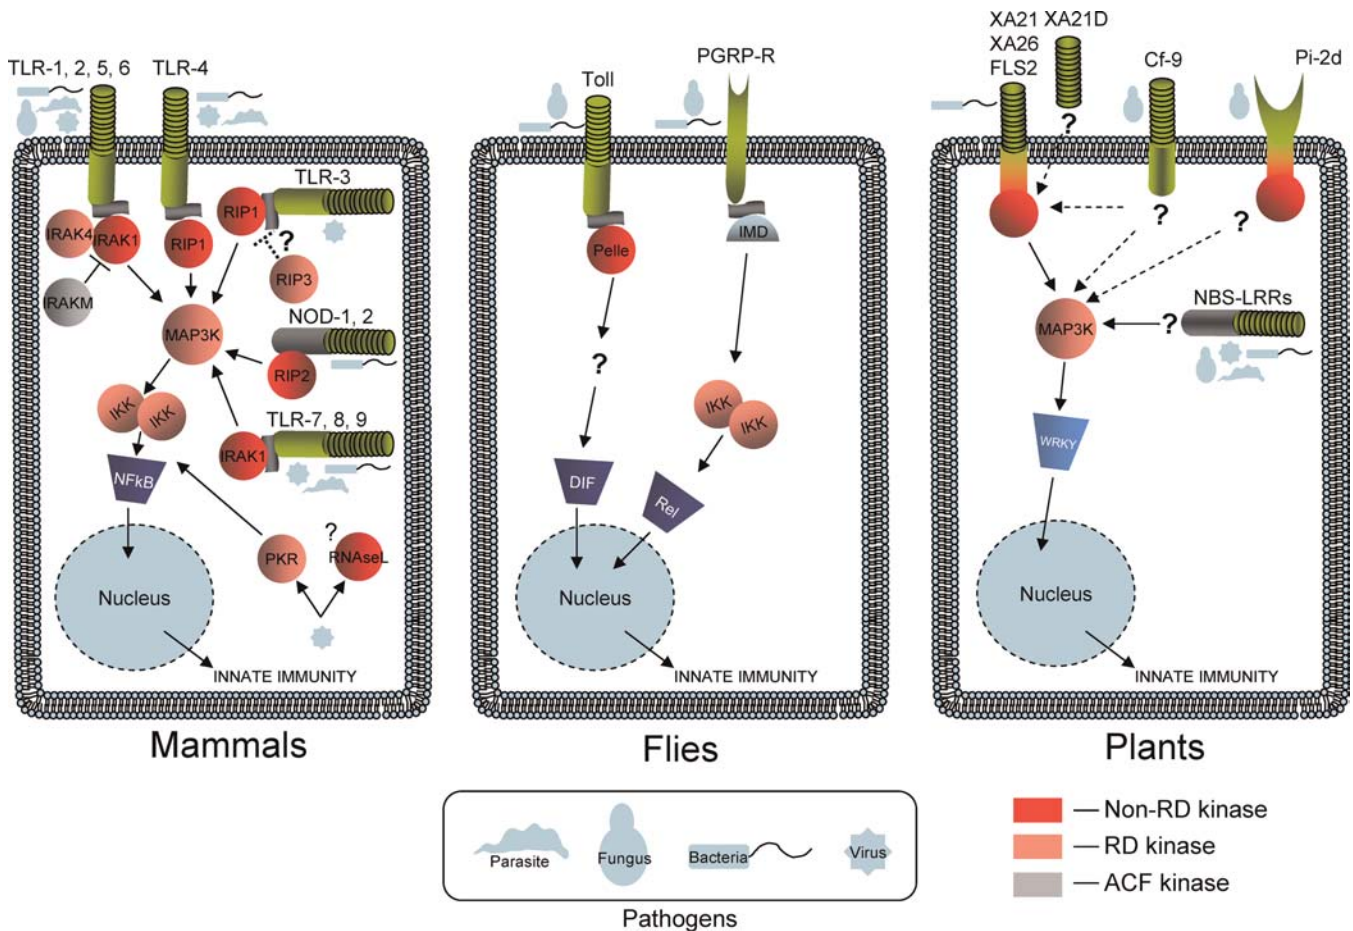 TLR-1, 2, 5, 6
TLR-4
TLR-3
RIP1
?
IRAK4
IRAK1
RIP1
RIP3
IRAKM
MAP3K
NOD-1, 2
RIP2
IKK
IKK
TLR-7, 8, 9
IRAK1
NFkB
?
PKR
RNAseL
Nucleus
INNATE IMMUNITY
Mammals
Toll
PGRP-R
Pelle
IMD
?
IKK
IKK
DIF
Rel
Nucleus
INNATE IMMUNITY
Flies
XA21
XA26
FLS2
XA21D
Cf-9
Pi-2d
?
?
?
MAP3K
NBS-LRRs
?
WRKY
Nucleus
INNATE IMMUNITY
Plants
Parasite
Fungus
Bacteria
Virus
Pathogens
Non-RD kinase
RD kinase
ACF kinase